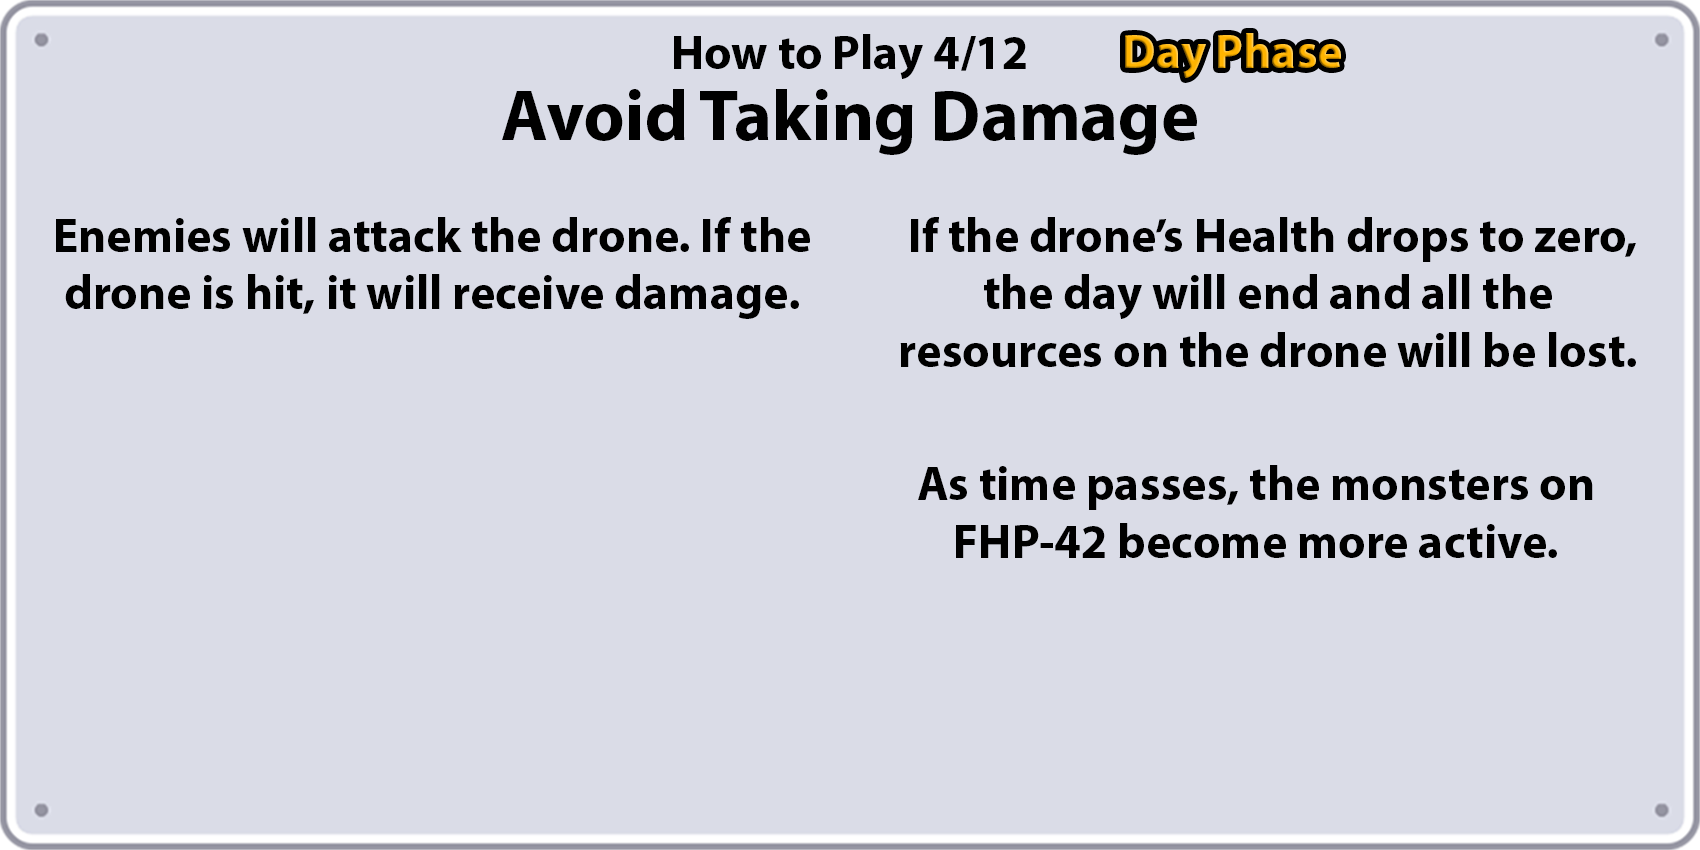 How to Play 4/12
Day Phase
Avoid Taking Damage
Enemies will attack the drone. If the
drone is hit, it will receive damage.
If the drone’s Health drops to zero,
the day will end and all the
resources on the drone will be lost.
As time passes, the monsters on
FHP-42 become more active.